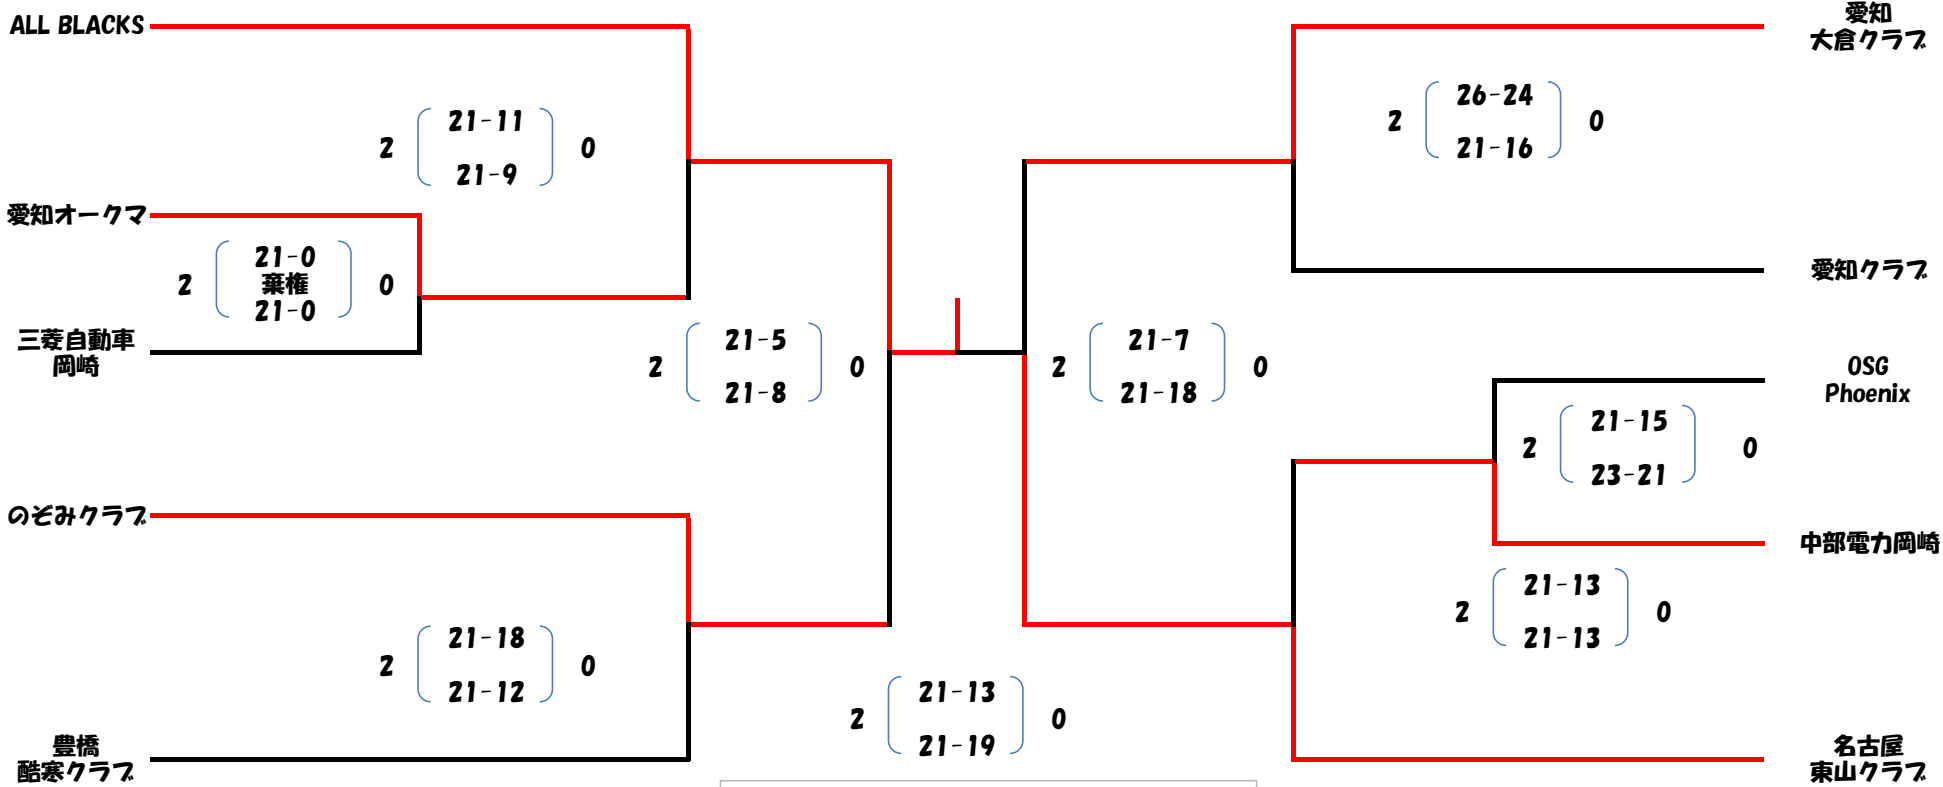 ALL BLACKS
2
21-11
21-9
0
愛知オークマ
2
21-0
棄権
21-0
0
三菱自動車
岡崎
2
21-5
21-8
0
のぞみクラブ
2
21-18
21-12
0
豊橋
酷寒クラブ
2
21-13
21-19
0
愛知
大倉クラブ
2
26-24
21-16
0
愛知クラブ
2
21-7
21-18
0
OSG
Phoenix
2
21-15
23-21
0
中部電力岡崎
2
21-13
21-13
0
名古屋
東山クラブ